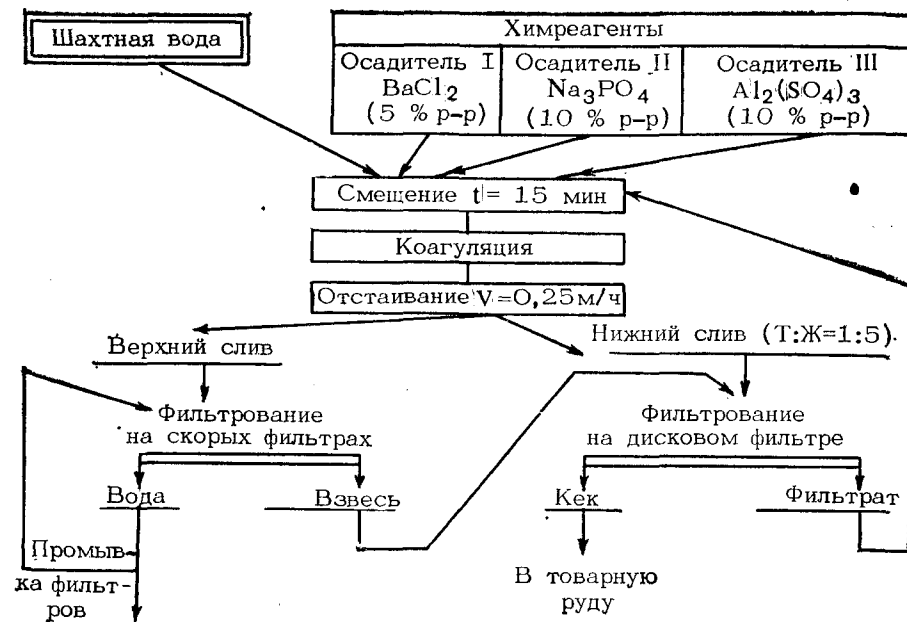 Шахтная вода
Химреагенты
Осадитель I
BaCl2
(5 % р-р)
Осадитель II
Na3PO4
(10 % р-р)
Осадитель III
Al2(SO4)3
(10 % р-р)
Смещение t = 15 мин
Коагуляция
Отстаивание V=0,25м/ч
Верхний слив
Нижний слив (Т:Ж=1:5).
Фильтрование
на скорых фильтрах
Фильтрование
на дисковом фильтре
Вода
Взвесь
Кек
Фильтрат
Промыв-
ка фильт-
ров
В товарную
руду